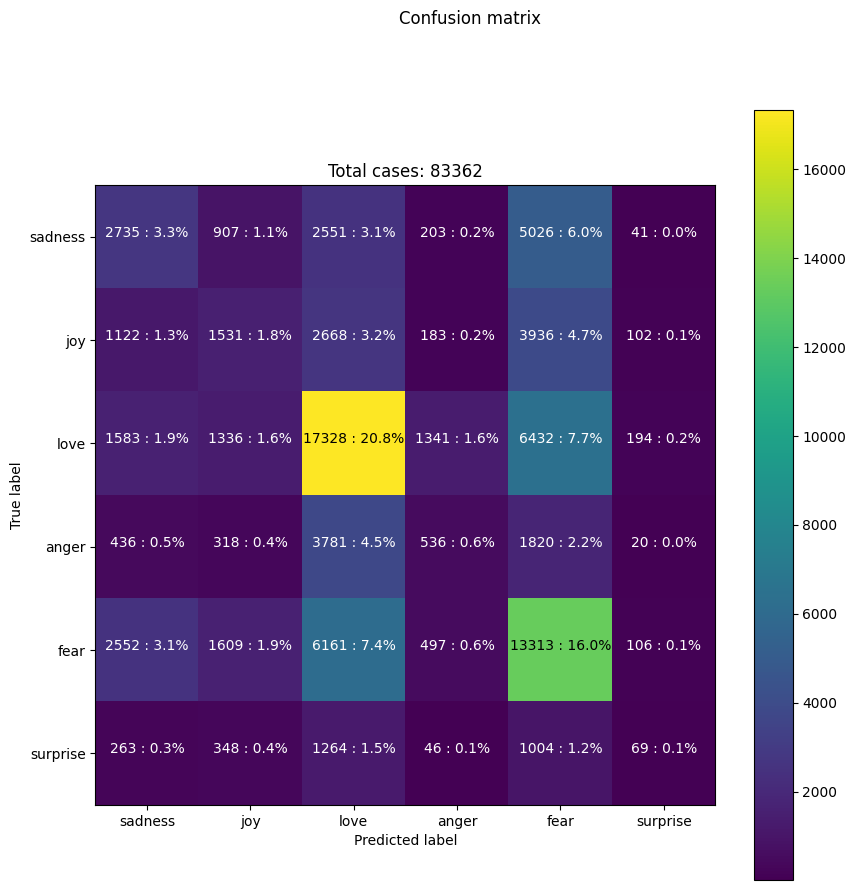 Confusion matrix
Total cases: 83362
sadness 2735 : 3.3% 907 : 1.1% 2551 : 3.1% 203 : 0.2% 5026 : 6.0% 41 : 0.0%
joy 1122 : 1.3% 1531 : 1.8% 2668 : 3.2% 183 : 0.2% 3936 : 4.7% 102 : 0.1%
love 1583 : 1.9% 1336 : 1.6% 17328 : 20.8% 1341 : 1.6% 6432 : 7.7% 194 : 0.2%
anger 436 : 0.5% 318 : 0.4% 3781 : 4.5% 536 : 0.6% 1820 : 2.2% 20 : 0.0%
fear 2552 : 3.1% 1609 : 1.9% 6161 : 7.4% 497 : 0.6% 13313 : 16.0% 106 : 0.1%
surprise 263 : 0.3% 348 : 0.4% 1264 : 1.5% 46 : 0.1% 1004 : 1.2% 69 : 0.1%
sadness joy love anger fear surprise
Predicted label
True label
16000
14000
12000
10000
8000
6000
4000
2000